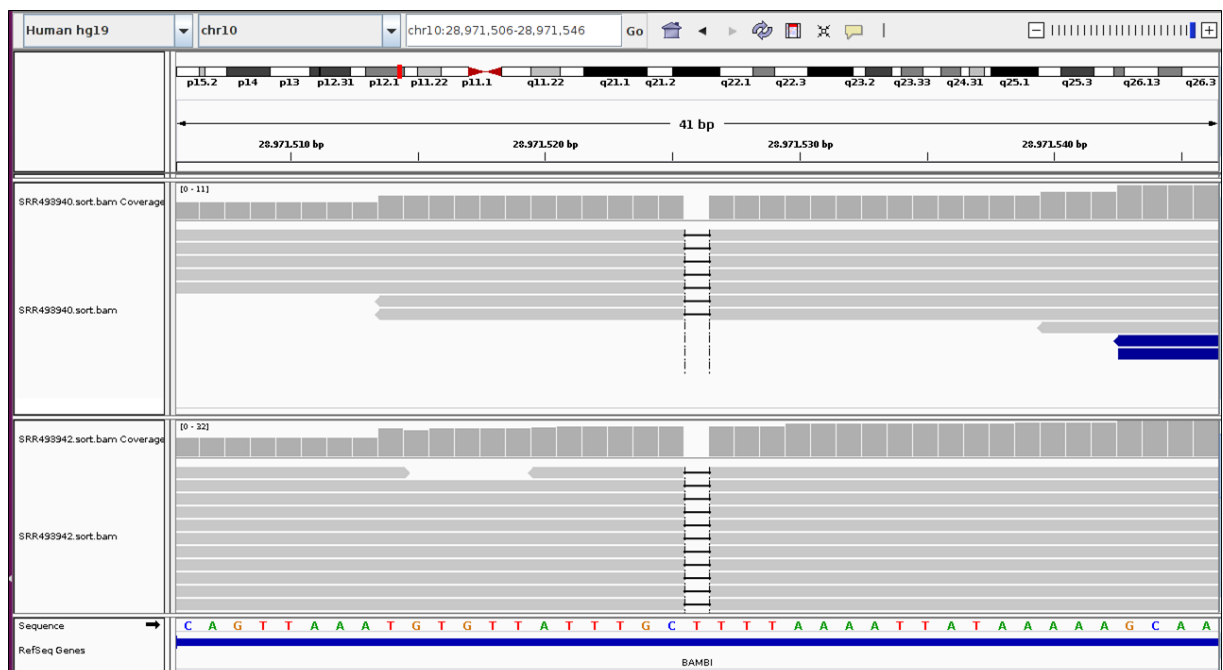 Human hg19 chr10 chr10:28,971,506-28,971,546 Go
p15.2 p14 p13 p12.31 p12.1 p11.22 p11.1 q11.22 q21.1 q21.2 q22.1 q22.3 q23.2 q23.33 q24.31 q25.1 q25.3 q26.13 q26.3
41 bp
28,971,510 bp 28,971,520 bp 28,971,530 bp 28,971,540 bp
[0 - 11]
SRR493940.sort.bam Coverage
SRR493940.sort.bam
[0 - 32]
SRR493942.sort.bam Coverage
SRR493942.sort.bam
Sequence C A G T T A A A T G T G T T A T T T G C T T T T A A A A T T A T A A A A A G C A A
RefSeq Genes
BAMBI